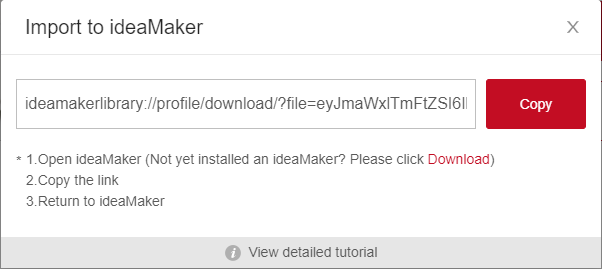 Import to ideaMaker
ideamakerlibrary://profile/download/?file=eyJmaWxlTmFtZSI6Il
Copy
* 1.Open ideaMaker (Not yet installed an ideaMaker? Please click Download)
2.Copy the link
3.Return to ideaMaker
View detailed tutorial